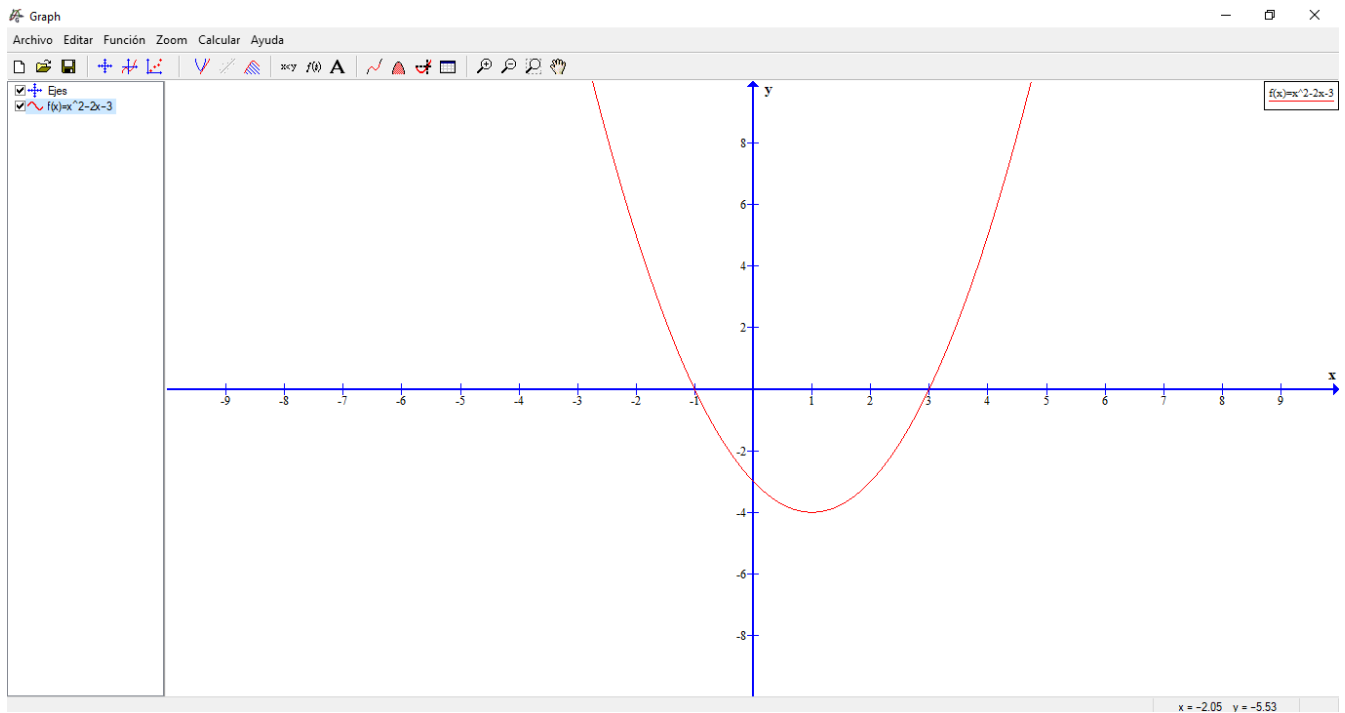 Graph
Archivo Editar Función Zoom Calcular Ayuda
x<y f(x) A
Ejes
f(x)=x^2-2x-3
f(x)=x^2-2x-3
y
8
6
4
2
x
-9 -8 -7 -6 -5 -4 -3 -2 -1 1 2 3 4 5 6 7 8 9
-2
-4
-6
-8
x = -2.05 y = -5.53